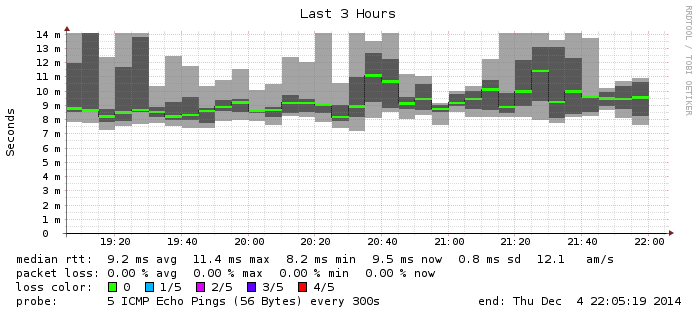 Last 3 Hours
RRDTOOL / TOBI OETIKER
Seconds
14 m
13 m
12 m
11 m
10 m
9 m
8 m
7 m
6 m
5 m
4 m
3 m
2 m
1 m
0
19:20 19:40 20:00 20:20 20:40 21:00 21:20 21:40 22:00
median rtt: 9.2 ms avg 11.4 ms max 8.2 ms min 9.5 ms now 0.8 ms sd 12.1 am/s
packet loss: 0.00 % avg 0.00 % max 0.00 % min 0.00 % now
loss color: 0 1/5 2/5 3/5 4/5
probe: 5 ICMP Echo Pings (56 Bytes) every 300s end: Thu Dec 4 22:05:19 2014